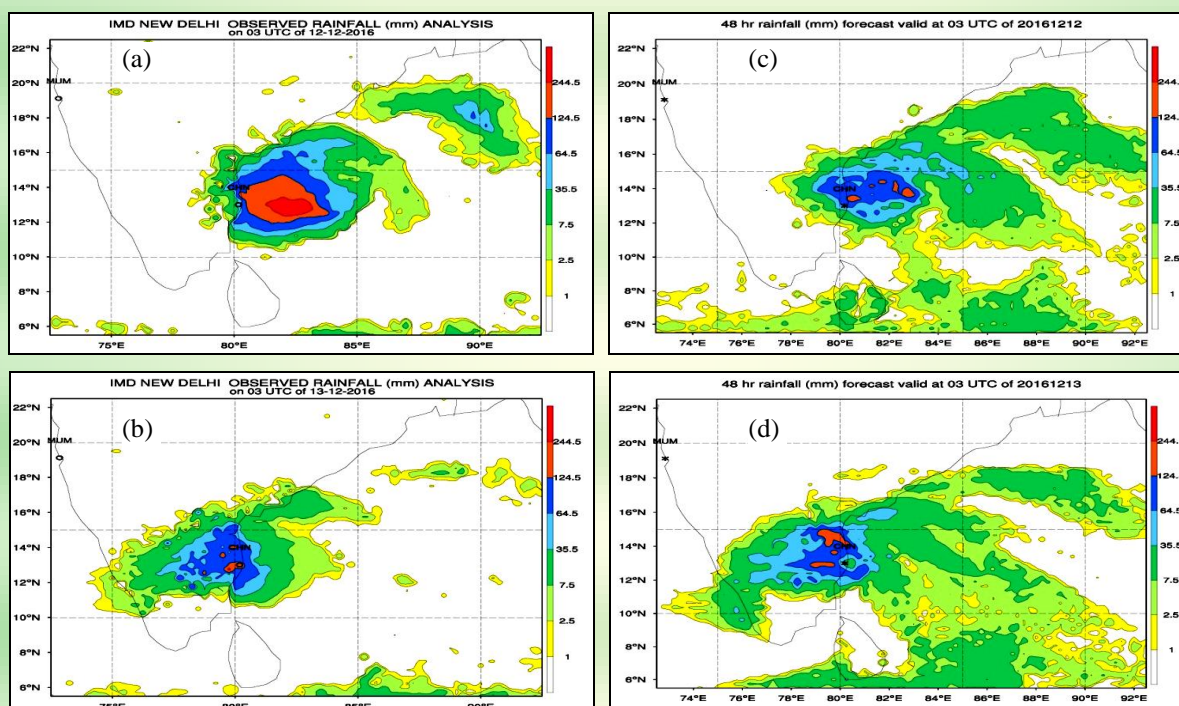 IMD NEW DELHI OBSERVED RAINFALL (mm) ANALYSIS
on 03 UTC of 12-12-2016
(a)
22°N
MUM
20°N
18°N
16°N
14°N
12°N
10°N
8°N
6°N
CHN
75°E 80°E 85°E 90°E
244.5
124.5
64.5
35.5
7.5
2.5
1
48 hr rainfall (mm) forecast valid at 03 UTC of 20161212
(c)
22°N
20°N
MUM
18°N
16°N
14°N
12°N
10°N
8°N
6°N
CHN
74°E 76°E 78°E 80°E 82°E 84°E 86°E 88°E 90°E 92°E
244.5
124.5
64.5
35.5
7.5
2.5
1
IMD NEW DELHI OBSERVED RAINFALL (mm) ANALYSIS
on 03 UTC of 13-12-2016
(b)
22°N
MUM
20°N
18°N
16°N
14°N
12°N
10°N
8°N
6°N
CHN
244.5
124.5
64.5
35.5
7.5
2.5
1
48 hr rainfall (mm) forecast valid at 03 UTC of 20161213
(d)
22°N
20°N
MUM
18°N
16°N
14°N
12°N
10°N
8°N
6°N
CHN
74°E 76°E 78°E 80°E 82°E 84°E 86°E 88°E 90°E 92°E
244.5
124.5
64.5
35.5
7.5
2.5
1